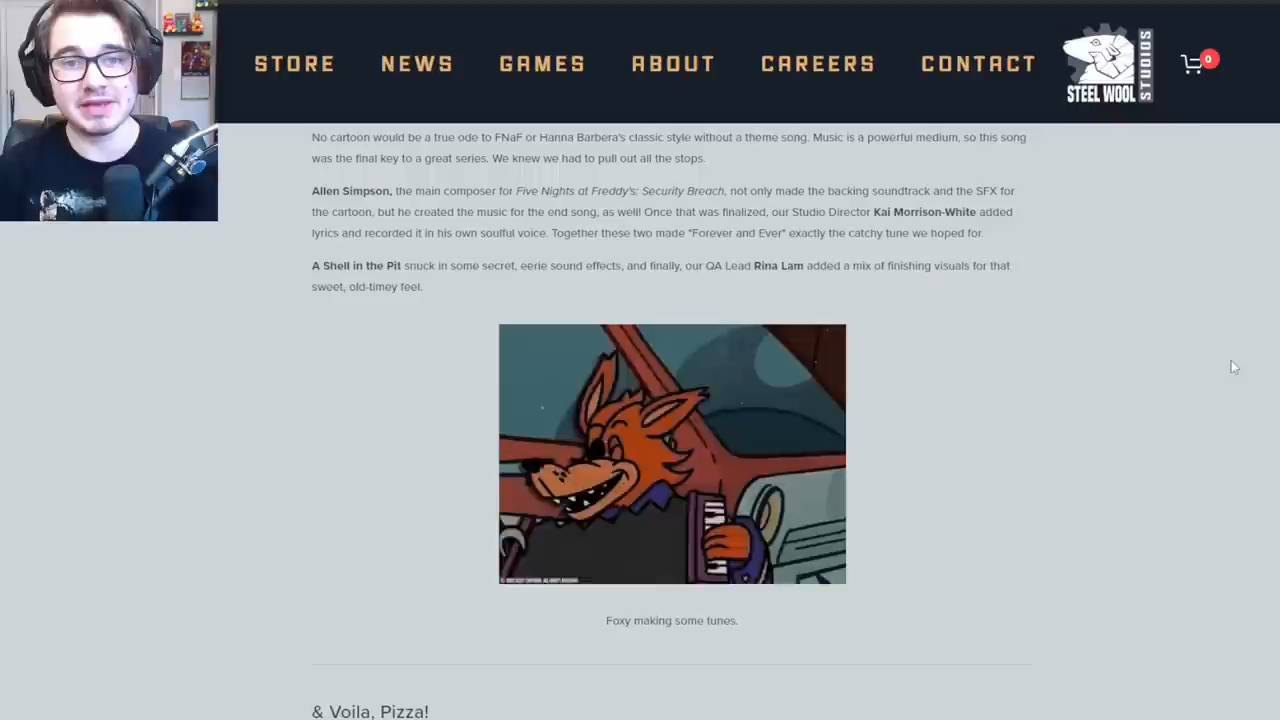 STORE NEWS GAMES ABOUT CAREERS CONTACT
STEEL WOOL STUDIOS
0
No cartoon would be a true ode to FNaF or Hanna Barbera's classic style without a theme song. Music is a powerful medium, so this song
was the final key to a great series. We knew we had to pull out all the stops.
Allen Simpson, the main composer for Five Nights at Freddy's: Security Breach, not only made the backing soundtrack and the SFX for
the cartoon, but he created the music for the end song, as well! Once that was finalized, our Studio Director Kai Morrison-White added
lyrics and recorded it in his own soulful voice. Together these two made "Forever and Ever" exactly the catchy tune we hoped for.
A Shell in the Pit snuck in some secret, eerie sound effects, and finally, our QA Lead Rina Lam added a mix of finishing visuals for that
sweet, old-timey feel.
Foxy making some tunes.
& Voila, Pizza!